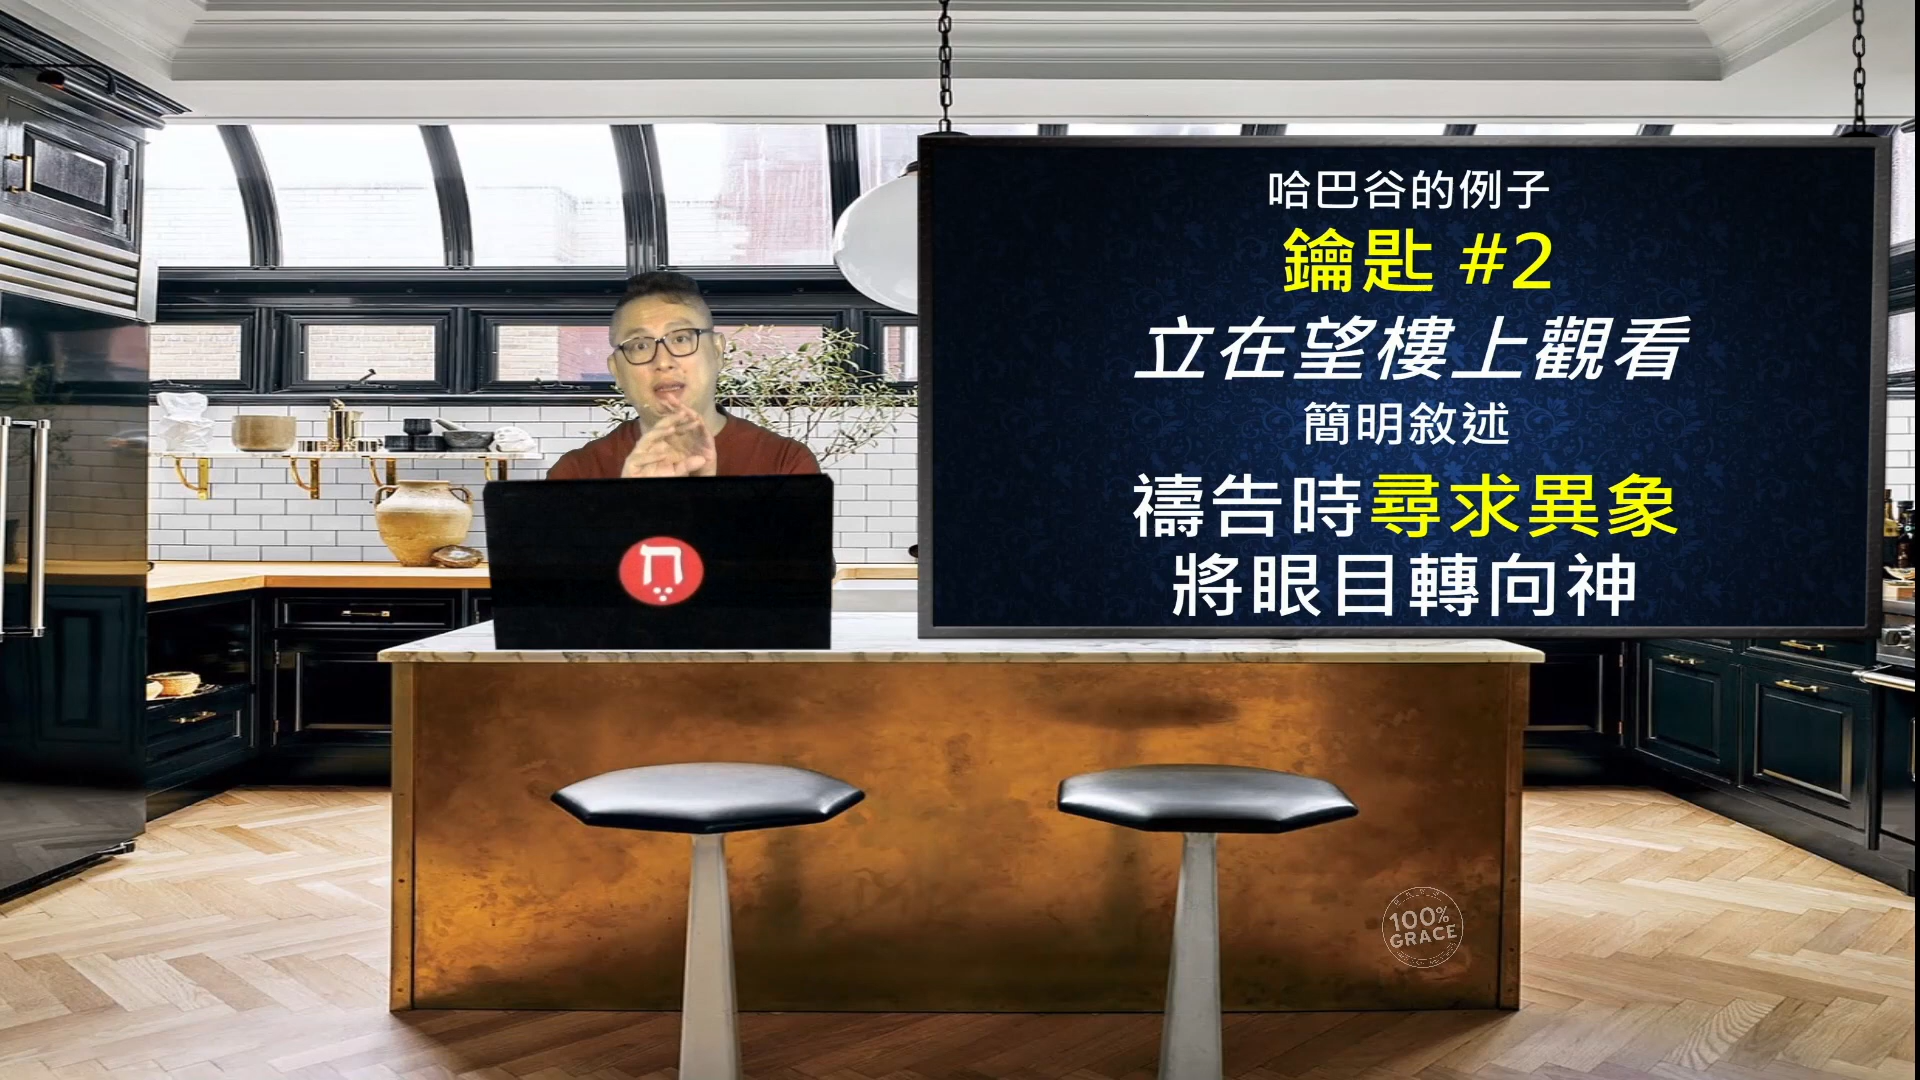 哈巴谷的例子
鑰匙 #2
立在望樓上觀看
簡明敘述
禱告時尋求異象
將眼目轉向神
100%
GRACE